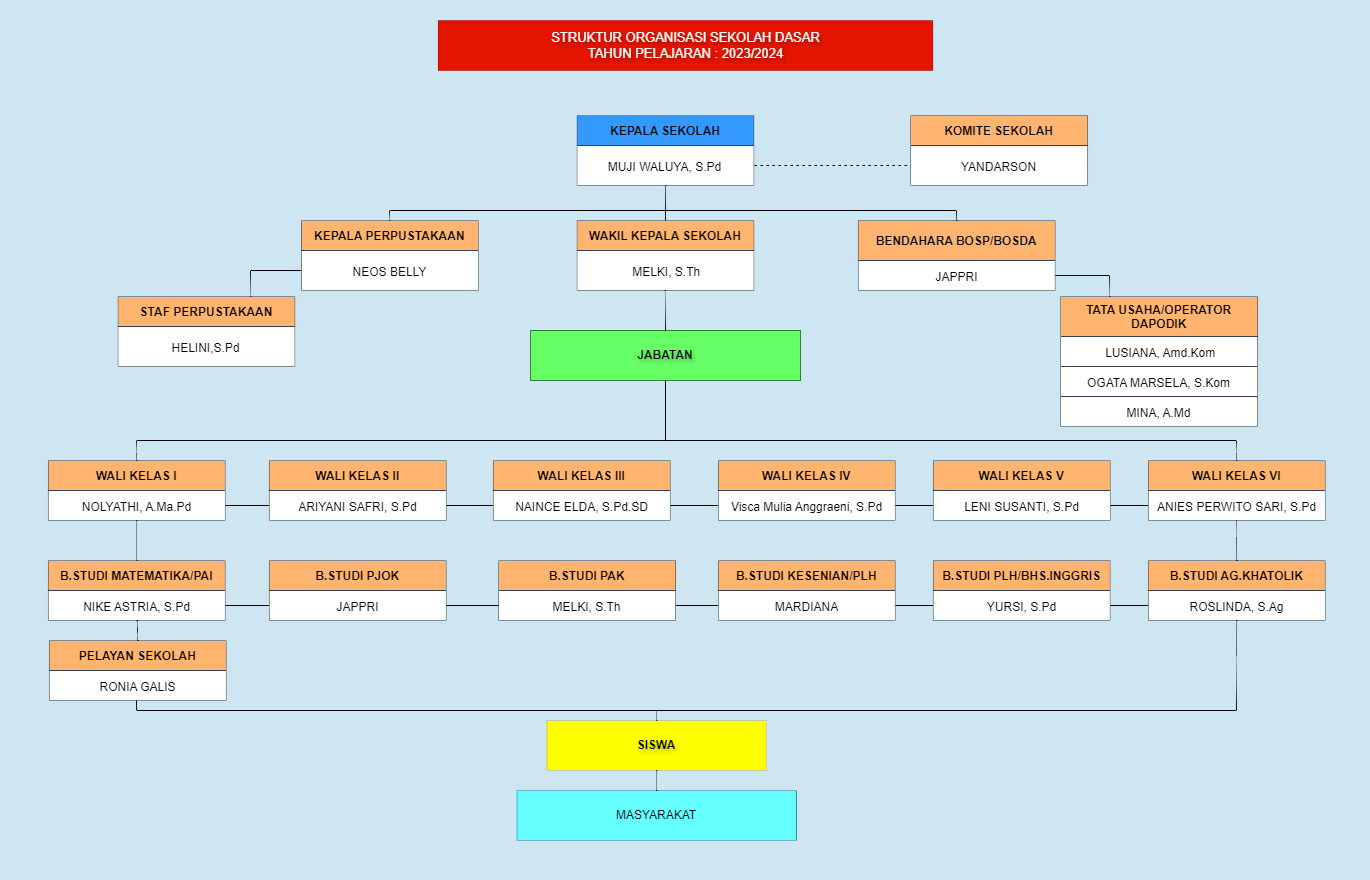 STRUKTUR ORGANISASI SEKOLAH DASAR
TAHUN PELAJARAN : 2023/2024
KEPALA SEKOLAH
MUJI WALUYA, S.Pd
KOMITE SEKOLAH
YANDARSON
KEPALA PERPUSTAKAAN
NEOS BELLY
WAKIL KEPALA SEKOLAH
MELKI, S.Th
BENDAHARA BOSP/BOSDA
JAPPRI
STAF PERPUSTAKAAN
HELINI,S.Pd
TATA USAHA/OPERATOR
DAPODIK
LUSIANA, Amd.Kom
OGATA MARSELA, S.Kom
MINA, A.Md
JABATAN
WALI KELAS I
NOLYATHI, A.Ma.Pd
WALI KELAS II
ARIYANI SAFRI, S.Pd
WALI KELAS III
NAINCE ELDA, S.Pd.SD
WALI KELAS IV
Visca Mulia Anggraeni, S.Pd
WALI KELAS V
LENI SUSANTI, S.Pd
WALI KELAS VI
ANIES PERWITO SARI, S.Pd
B.STUDI MATEMATIKA/PAI
NIKE ASTRIA, S.Pd
B.STUDI PJOK
JAPPRI
B.STUDI PAK
MELKI, S.Th
B.STUDI KESENIAN/PLH
MARDIANA
B.STUDI PLH/BHS.INGGRIS
YURSI, S.Pd
B.STUDI AG.KHATOLIK
ROSLINDA, S.Ag
PELAYAN SEKOLAH
RONIA GALIS
SISWA
MASYARAKAT